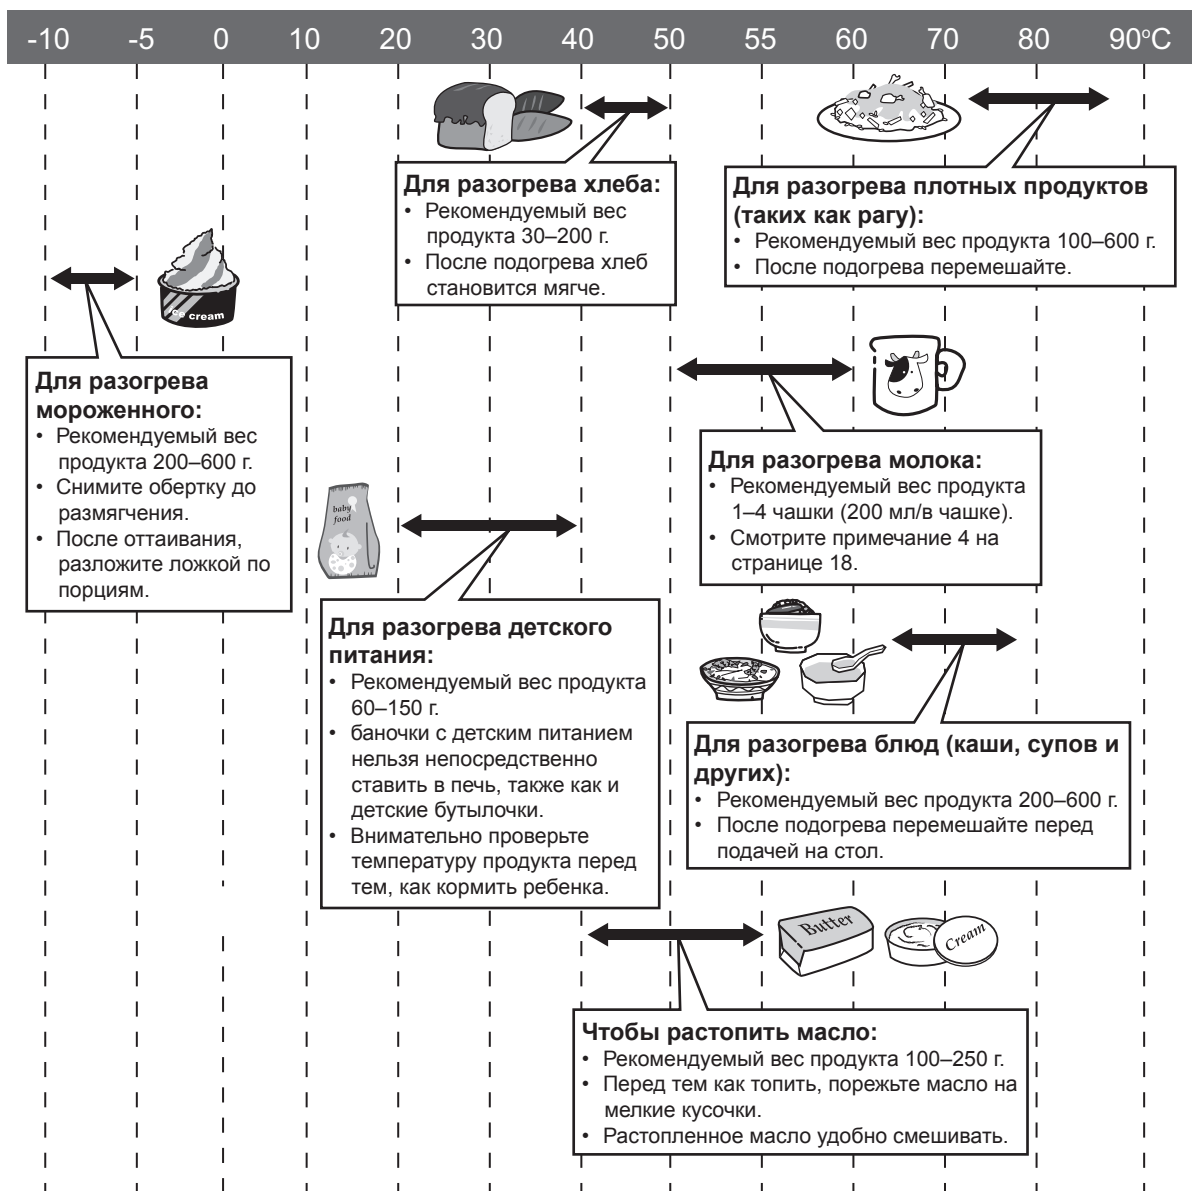 -10 -5 0 10 20 30 40 50 55 60 70 80 90°C
Для разогрева хлеба:
• Рекомендуемый вес
продукта 30–200 г.
• После подогрева хлеб
становится мягче.
Для разогрева плотных продуктов
(таких как рагу):
• Рекомендуемый вес продукта 100–600 г.
• После подогрева перемешайте.
ice cream
Для разогрева
мороженного:
• Рекомендуемый вес
продукта 200–600 г.
• Снимите обертку до
размягчения.
• После оттаивания,
разложите ложкой по
порциям.
Для разогрева молока:
• Рекомендуемый вес продукта
1–4 чашки (200 мл/в чашке).
• Смотрите примечание 4 на
странице 18.
baby
food
Для разогрева детского
питания:
• Рекомендуемый вес продукта
60–150 г.
• баночки с детским питанием
нельзя непосредственно
ставить в печь, также как и
детские бутылочки.
• Внимательно проверьте
температуру продукта перед
тем, как кормить ребенка.
Для разогрева блюд (каши, супов и
других):
• Рекомендуемый вес продукта 200–600 г.
• После подогрева перемешайте перед
подачей на стол.
Butter
Cream
Чтобы растопить масло:
• Рекомендуемый вес продукта 100–250 г.
• Перед тем как топить, порежьте масло на
мелкие кусочки.
• Растопленное масло удобно смешивать.